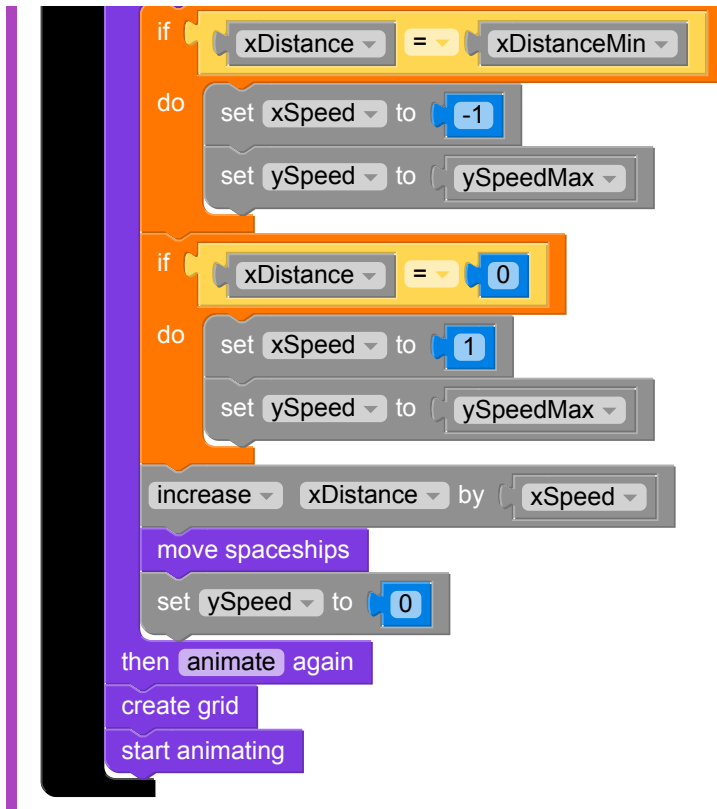 if xDistance = xDistanceMin
do set xSpeed to -1
set ySpeed to ySpeedMax
if xDistance = 0
do set xSpeed to 1
set ySpeed to ySpeedMax
increase xDistance by xSpeed
move spaceships
set ySpeed to 0
then animate again
create grid
start animating